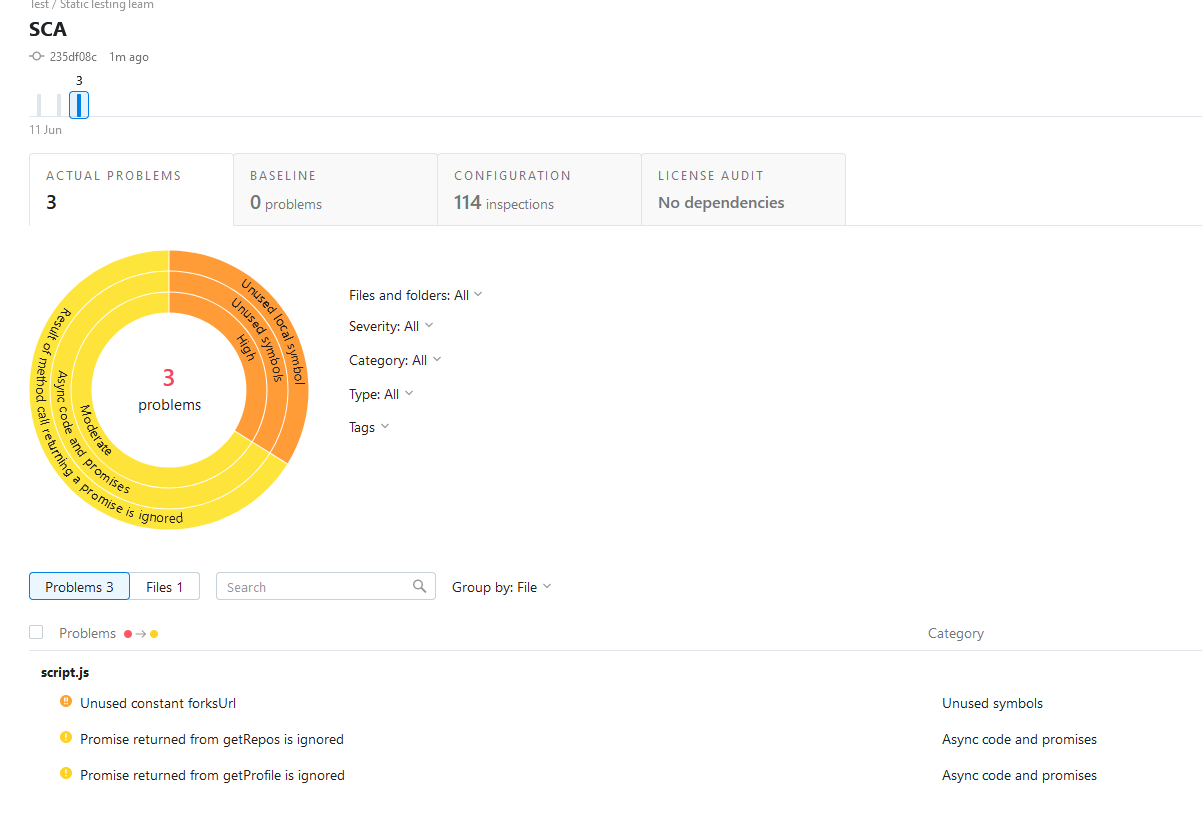 Test / StaticTestingTeam
SCA
235df08c 1m ago
3
11 Jun
ACTUAL PROBLEMS
3
BASELINE
0 problems
CONFIGURATION
114 inspections
LICENSE AUDIT
No dependencies
Unused local symbol
Unused symbols
High
Result of method call returning a promise is ignored
Async code and promises
Moderate
3
problems
Files and folders: All
Severity: All
Category: All
Type: All
Tags
Problems 3
Files 1
Search
Group by: File
Problems
Category
script.js
Unused constant forksUrl
Unused symbols
Promise returned from getRepos is ignored
Async code and promises
Promise returned from getProfile is ignored
Async code and promises